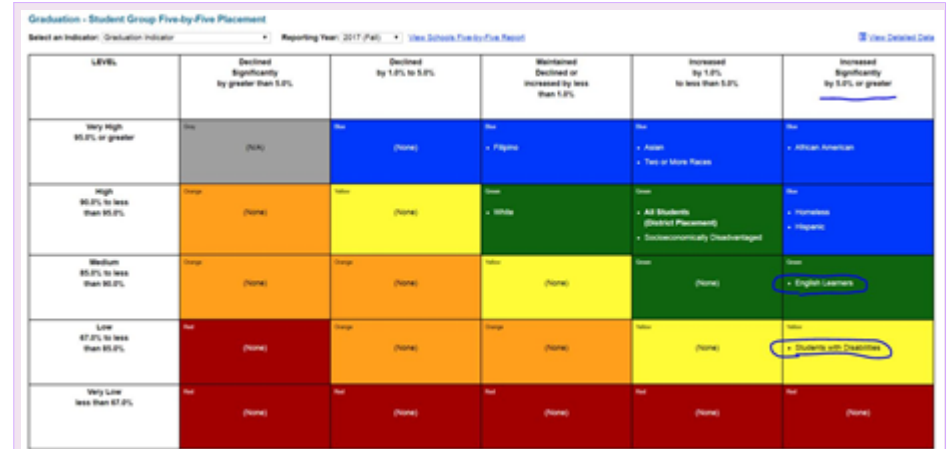 Graduation - Student Group Five-by-Five Placement
Select an Indicator: Graduation Indicator Reporting Year: 2017 (Fall) View Schools Five-by-Five Report View Detailed Data
LEVEL
Declined
Significantly
by greater than 5.0%
Declined
by 1.0% to 5.0%
Maintained
Declined or
increased by less
than 1.0%
Increased
by 1.0%
to less than 5.0%
Increased
Significantly
by 5.0% or greater
Very High
95.0% or greater
Gray
(N/A)
Blue
(None)
Blue
• Filipino
Blue
• Asian
• Two or More Races
Blue
• African American
High
90.0% to less
than 95.0%
Orange
(None)
Yellow
(None)
Green
• White
Green
• All Students
(District Placement)
• Socioeconomically Disadvantaged
Blue
• Homeless
• Hispanic
Medium
85.0% to less
than 90.0%
Orange
(None)
Orange
(None)
Yellow
(None)
Green
(None)
Green
• English Learners
Low
67.0% to less
than 85.0%
Red
(None)
Orange
(None)
Orange
(None)
Yellow
(None)
Yellow
• Students with Disabilities
Very Low
less than 67.0%
Red
(None)
Red
(None)
Red
(None)
Red
(None)
Red
(None)